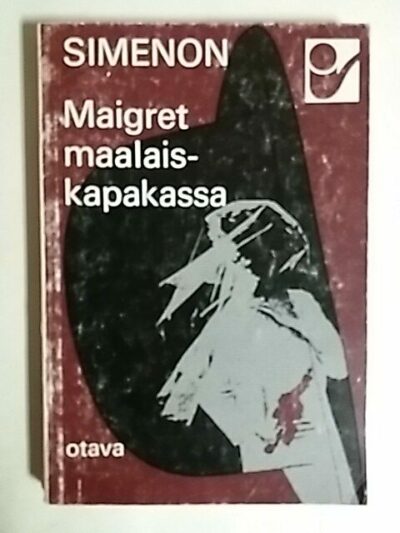 SIMENON
Maigret
maalais-
kapakassa
otava